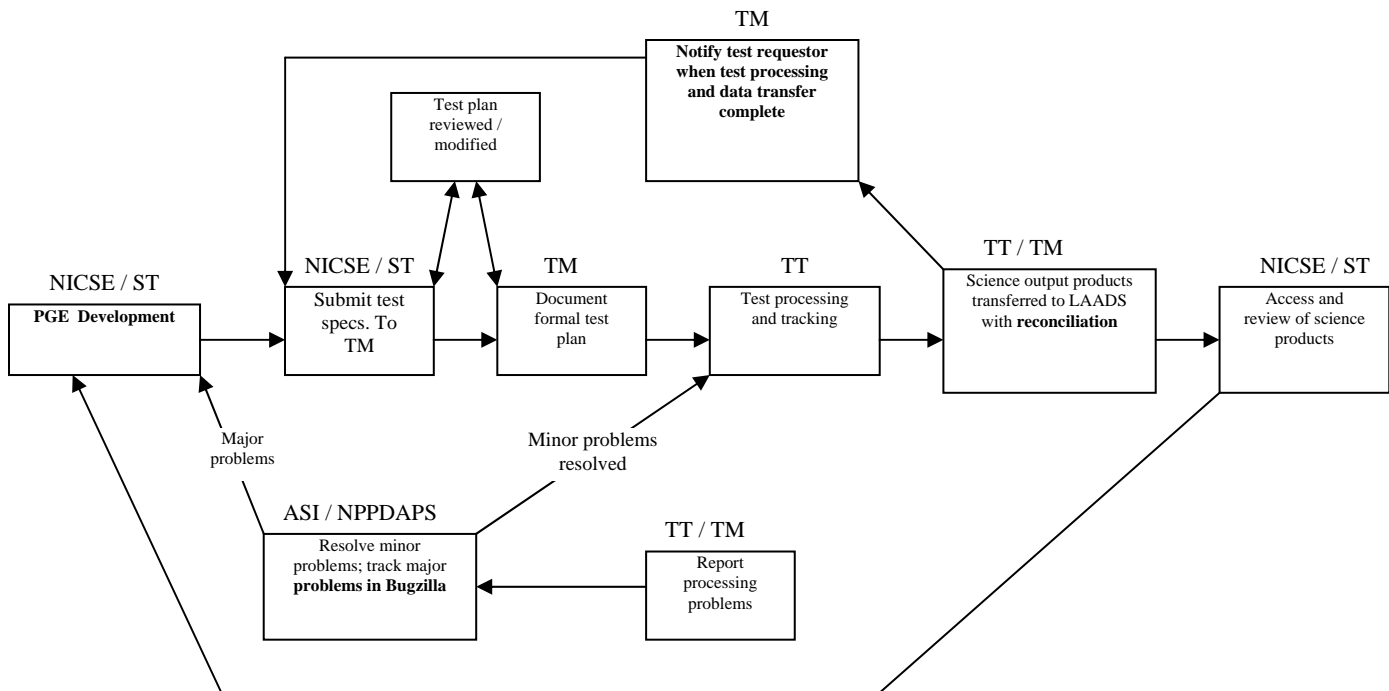 TM
Notify test requestor
when test processing
and data transfer
complete
Test plan
reviewed /
modified
NICSE / ST
PGE  Development
NICSE / ST
Submit test
specs. To
TM
TM
Document
formal test
plan
TT
Test processing
and tracking
TT / TM
Science output products
transferred to LAADS
with reconciliation
NICSE / ST
Access and
review of science
products
Major
problems
Minor problems
resolved
ASI / NPPDAPS
Resolve minor
problems; track major
problems in Bugzilla
TT / TM
Report
processing
problems